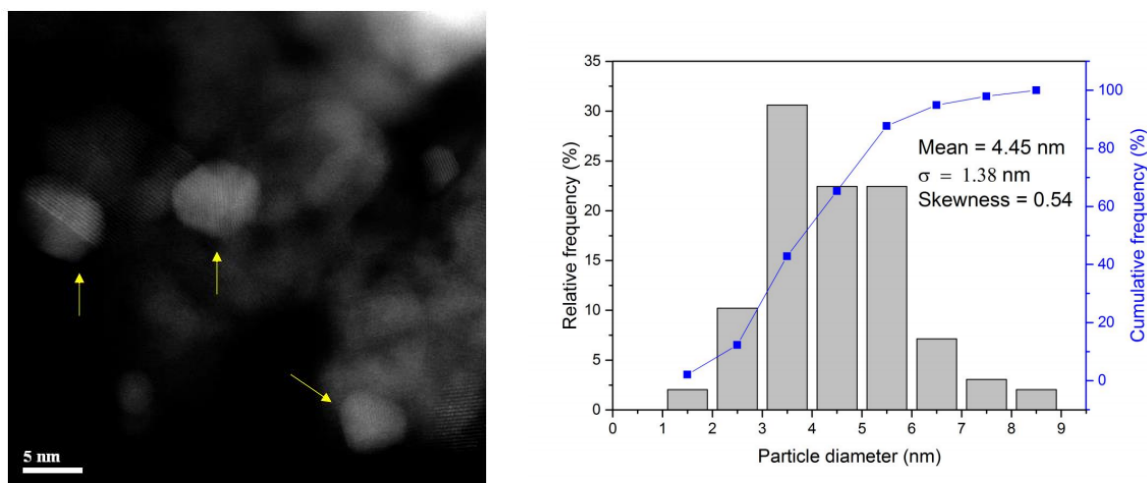 5 nm
35
30
25
20
15
10
5
0
Relative frequency (%)
0 1 2 3 4 5 6 7 8 9
Particle diameter (nm)
Mean = 4.45 nm
σ = 1.38 nm
Skewness = 0.54
100
80
60
40
20
0
Cumulative frequency (%)